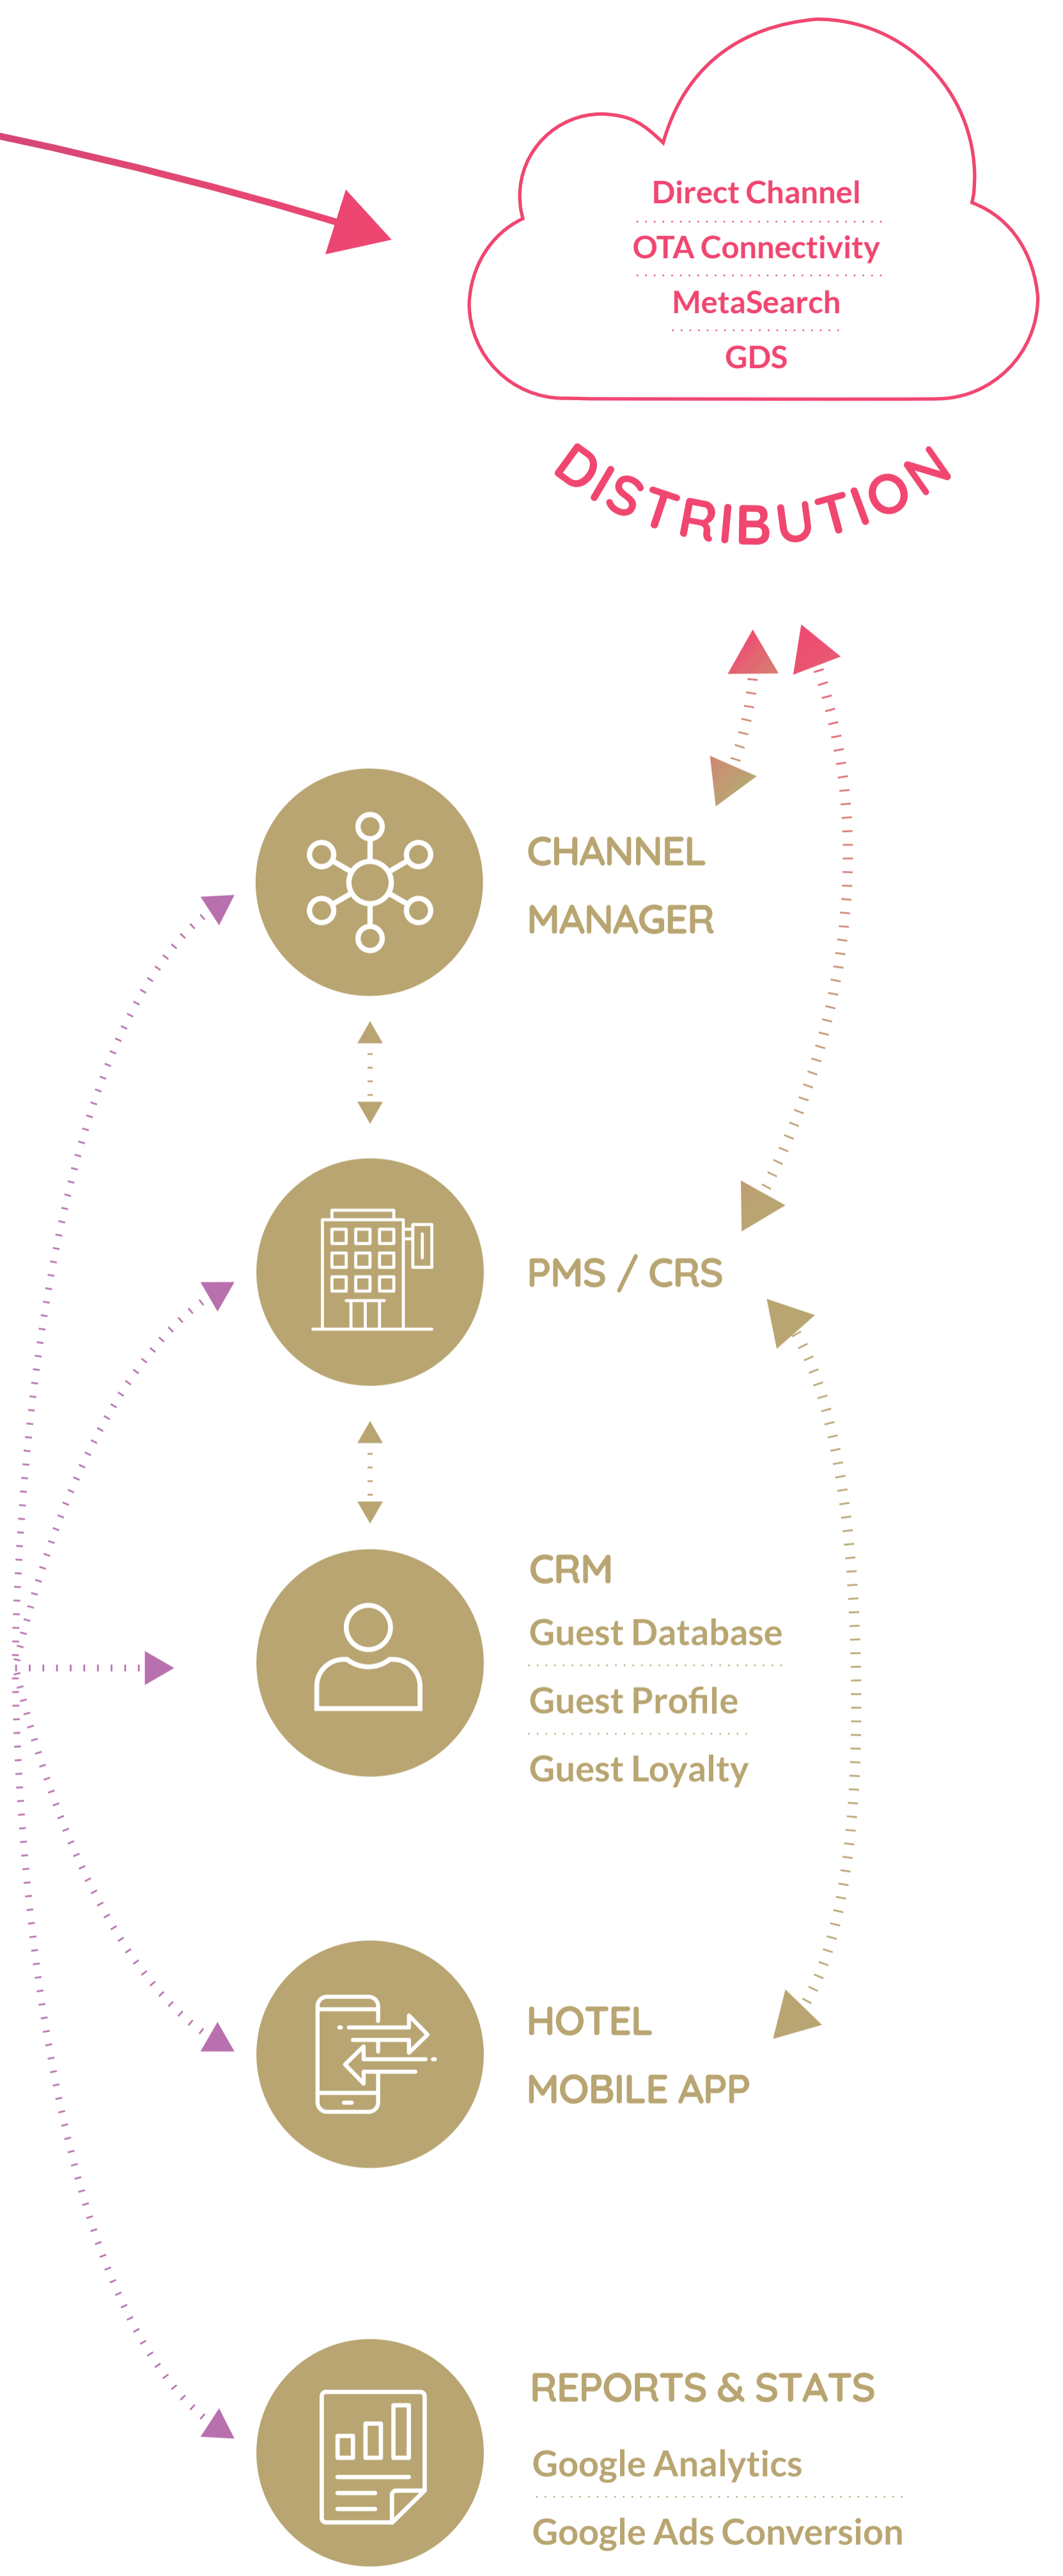 Direct Channel
OTA Connectivity
MetaSearch
GDS
DISTRIBUTION
CHANNEL
MANAGER
PMS / CRS
CRM
Guest Database
Guest Profile
Guest Loyalty
HOTEL
MOBILE APP
REPORTS & STATS
Google Analytics
Google Ads Conversion